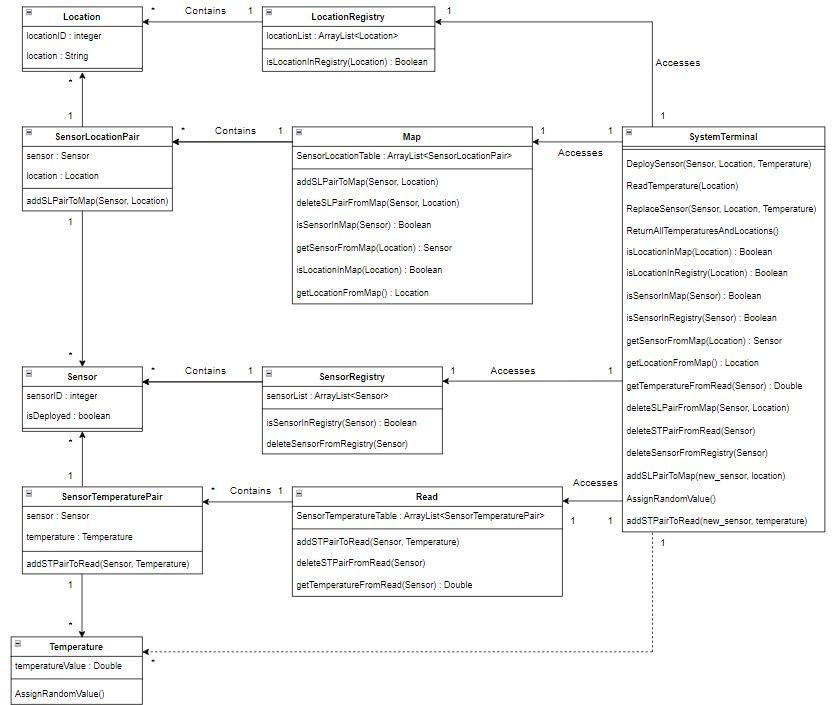 Location
locationID : integer
location : String
* Contains 1
LocationRegistry
locationList : ArrayList<Location>
isLocationInRegistry(Location) : Boolean
1
Accesses
1
*
1
SensorLocationPair
sensor : Sensor
location : Location
addSLPairToMap(Sensor, Location)
* Contains 1
Map
SensorLocationTable : ArrayList<SensorLocationPair>
addSLPairToMap(Sensor, Location)
deleteSLPairFromMap(Sensor, Location)
isSensorInMap(Sensor) : Boolean
getSensorFromMap(Location) : Sensor
isLocationInMap(Location) : Boolean
getLocationFromMap() : Location
1 1
Accesses
SystemTerminal
DeploySensor(Sensor, Location, Temperature)
ReadTemperature(Location)
ReplaceSensor(Sensor, Location, Temperature)
ReturnAllTemperaturesAndLocations()
isLocationInMap(Location) : Boolean
isLocationInRegistry(Location) : Boolean
isSensorInMap(Sensor) : Boolean
isSensorInRegistry(Sensor) : Boolean
getSensorFromMap(Location) : Sensor
getLocationFromMap() : Location
getTemperatureFromRead(Sensor) : Double
deleteSLPairFromMap(Sensor, Location)
deleteSTPairFromRead(Sensor)
deleteSensorFromRegistry(Sensor)
addSLPairToMap(new_sensor, location)
AssignRandomValue()
addSTPairToRead(new_sensor, temperature)
1
*
Sensor
sensorID : integer
isDeployed : boolean
* Contains 1
SensorRegistry
sensorList : ArrayList<Sensor>
isSensorInRegistry(Sensor) : Boolean
deleteSensorFromRegistry(Sensor)
1 Accesses 1
*
1
SensorTemperaturePair
sensor : Sensor
temperature : Temperature
addSTPairToRead(Sensor, Temperature)
* Contains 1
Read
SensorTemperatureTable : ArrayList<SensorTemperaturePair>
addSTPairToRead(Sensor, Temperature)
deleteSTPairFromRead(Sensor)
getTemperatureFromRead(Sensor) : Double
Accesses
1 1
1
1
*
Temperature
temperatureValue : Double
AssignRandomValue()
*